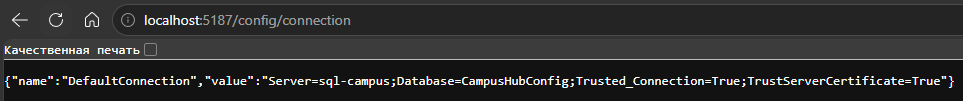 localhost:5187/config/connection
Качественная печать
{"name":"DefaultConnection","value":"Server=sql-campus;Database=CampusHubConfig;Trusted_Connection=True;TrustServerCertificate=True"}